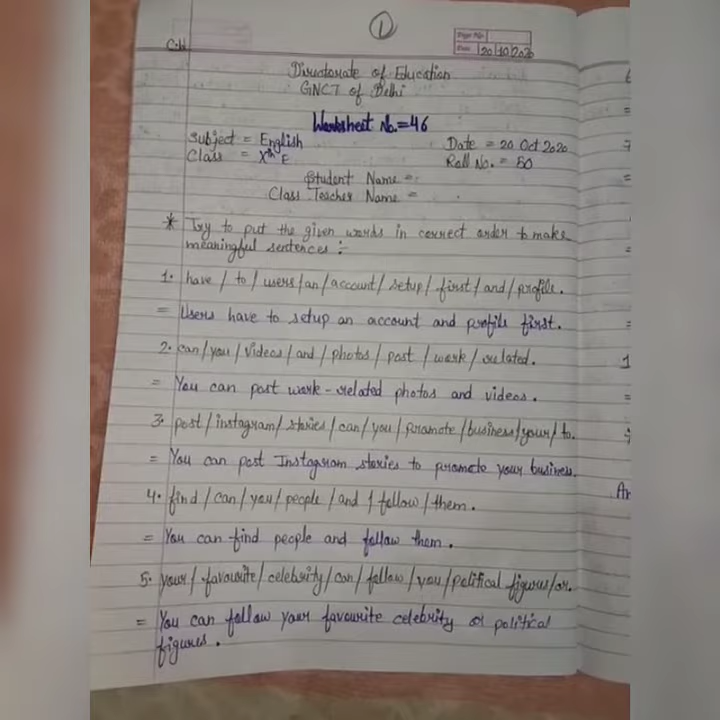 1
C.W
Page No.
Date 20/10/2020
Directorate of Education
GNCT of Delhi
Worksheet No.=46
Subject = English
Date = 20 Oct 2020
Class = Xth F
Roll No. = 50
Student Name =
Class Teacher Name =
* Try to put the given words in correct order to make
meaningful sentences :-
1. have / to / users / an / account / setup / first / and / profile.
= Users have to setup an account and profile first.
2. can / you / videos / and / photos / post / work / related.
= You can post work-related photos and videos.
3. post / instagram / stories / can / you / promote / business / your / to.
= You can post Instagram stories to promote your business.
4. find / can / you / people / and / follow / them.
= You can find people and follow them.
5. your / favourite / celebrity / can / follow / you / political figures / or.
= You can follow your favourite celebrity or political
figures.
1
An